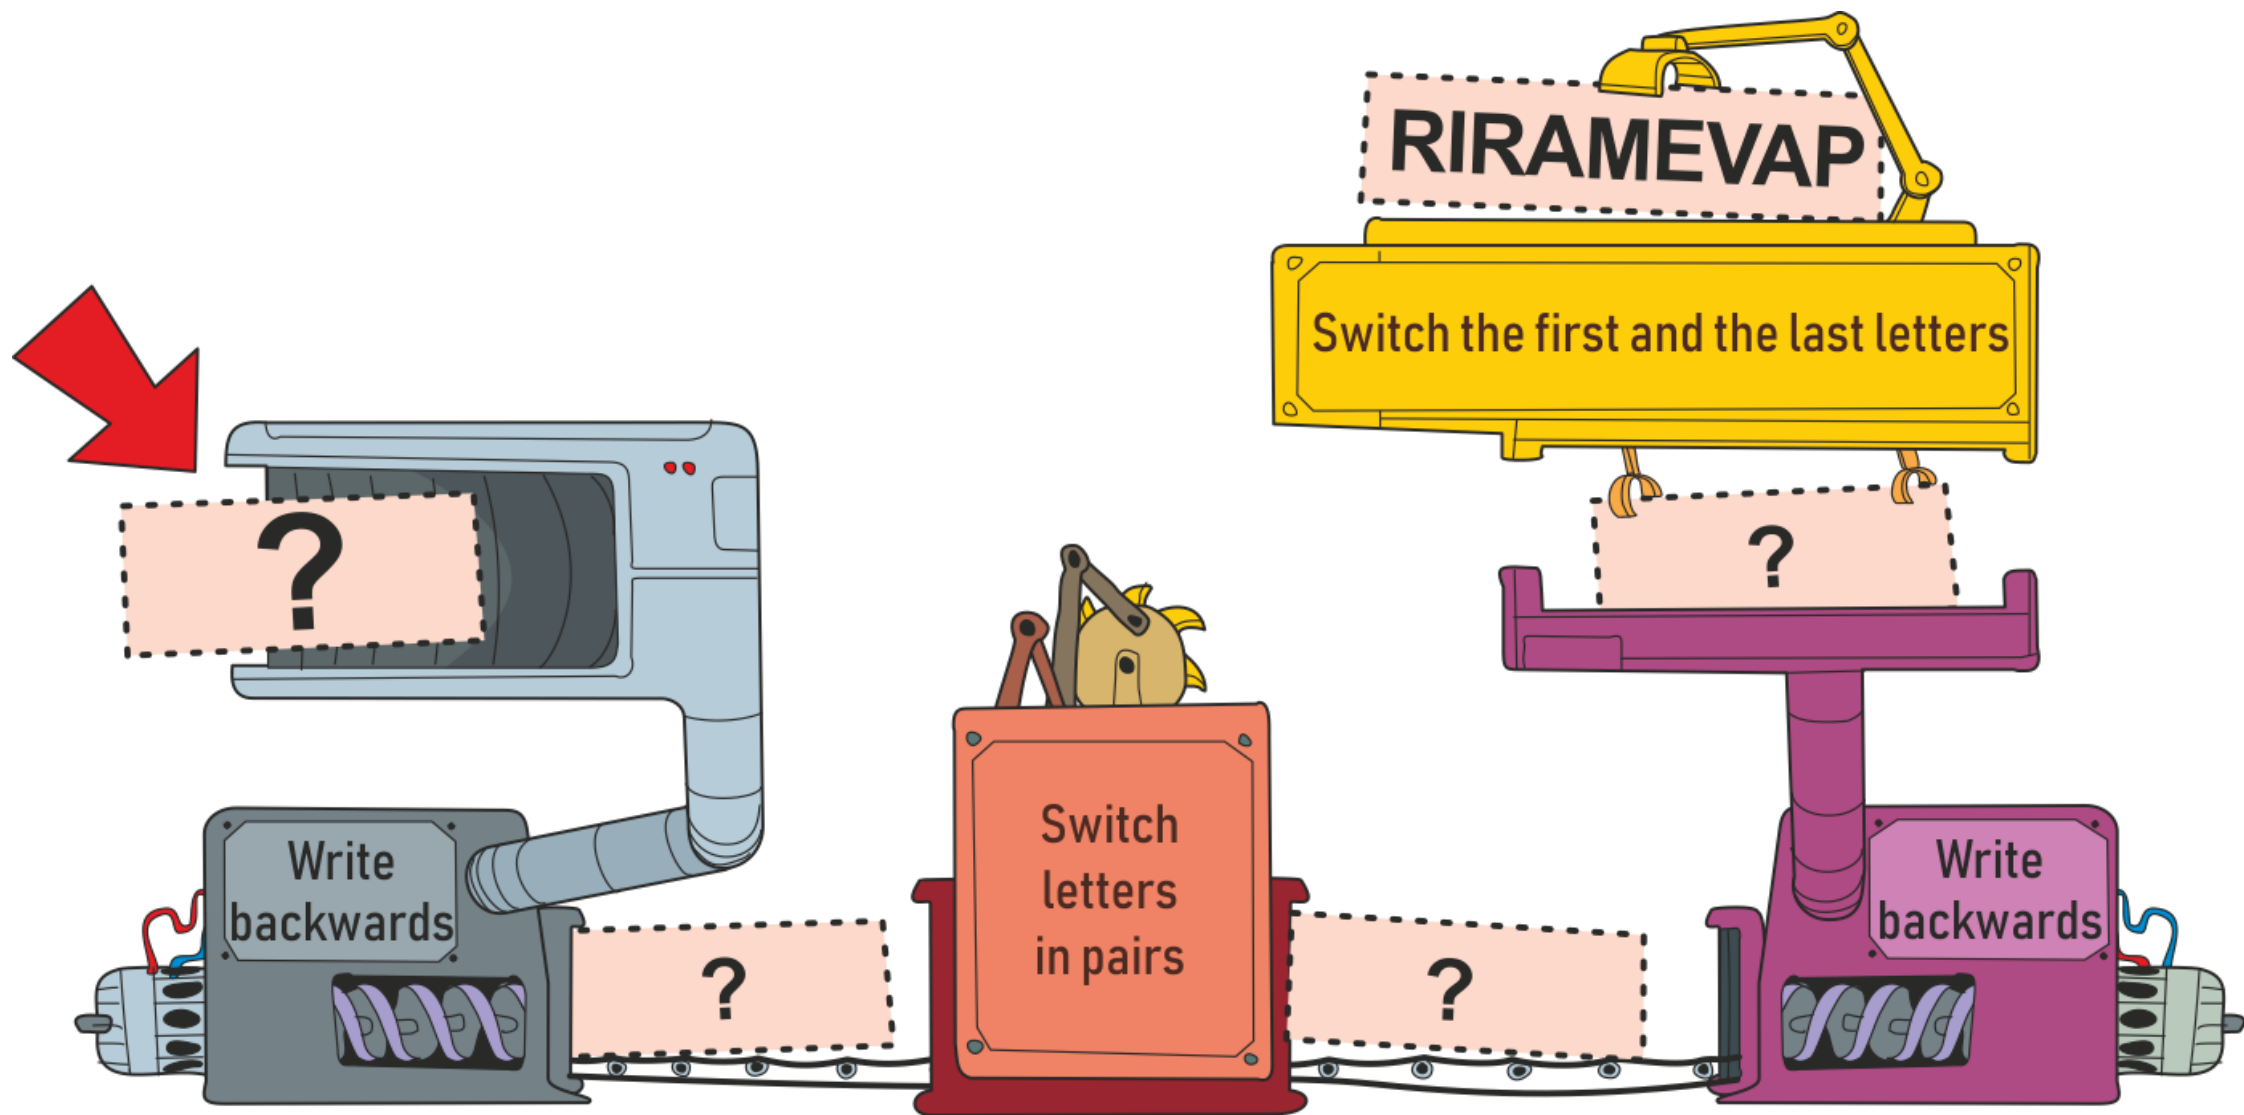 RIRAMEVAP
Switch the first and the last letters
?
?
Switch
letters
in pairs
Write
backwards
?
?
Write
backwards